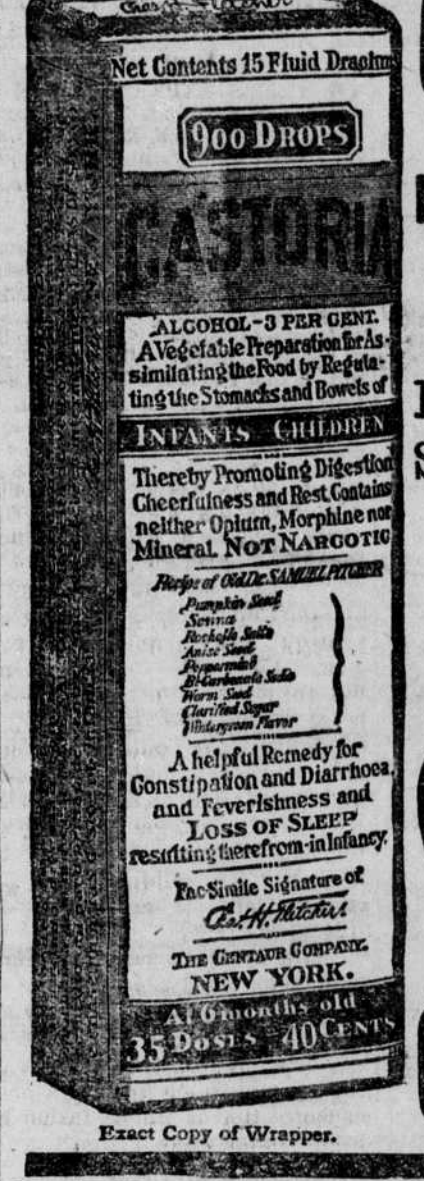 Net Contents 15 Fluid Drachms
900 DROPS
CASTORIA
ALCOHOL-3 PER CENT.
A Vegetable Preparation for As-
similating the Food by Regula-
ting the Stomachs and Bowels of
INFANTS CHILDREN
Thereby Promoting Digestion
Cheerfulness and Rest. Contains
neither Opium, Morphine nor
Mineral. NOT NARCOTIC
Recipe of Old Dr. SAMUEL PITCHER
Pumpkin Seed
Senna
Rochelle Salts
Anise Seed
Peppermint
Bi-Carbonate Soda
Worm Seed
Clarified Sugar
Wintergreen Flavor
A helpful Remedy for
Constipation and Diarrhoea,
and Feverishness and
LOSS OF SLEEP
resulting therefrom-in Infancy.
Fac-Simile Signature of
Chas. H. Fletcher.
THE CENTAUR COMPANY.
NEW YORK.
At 6 months old
35 DOSES 40 CENTS
Exact Copy of Wrapper.